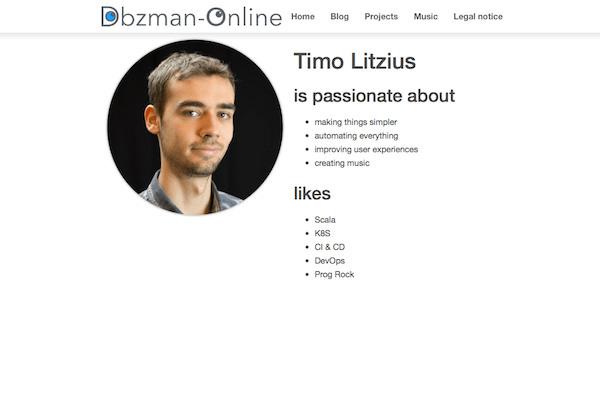 Dbzman-Online Home Blog Projects Music Legal notice
Timo Litzius
is passionate about
making things simpler
automating everything
improving user experiences
creating music
likes
Scala
K8S
CI & CD
DevOps
Prog Rock